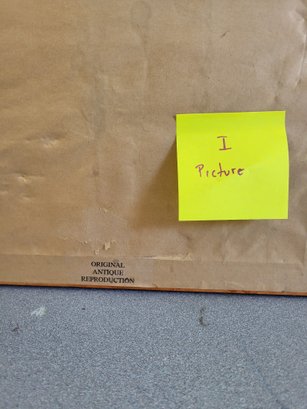 I
Picture
ORIGINAL
ANTIQUE
REPRODUCTION